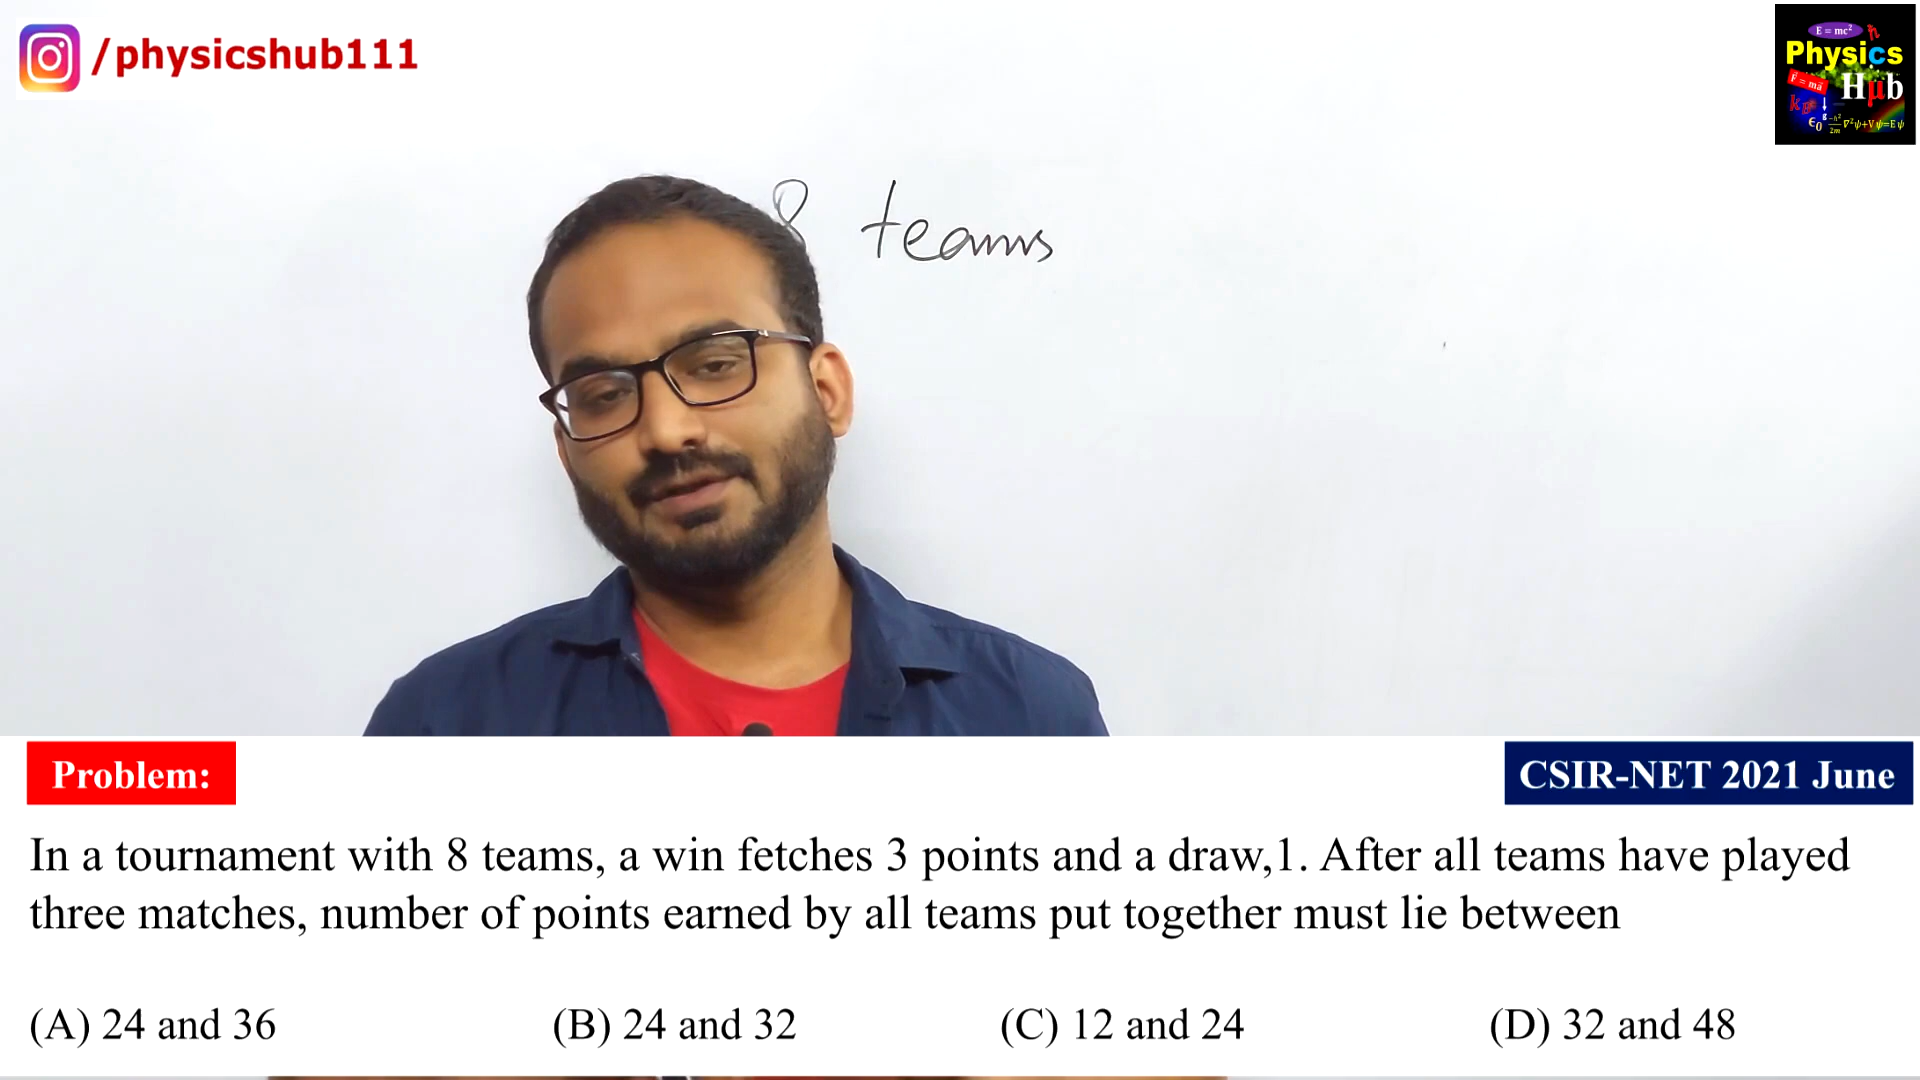 /physicshub111
E = mc²
ħ
Physics
Hμb
F = ma
8 teams
Problem:
CSIR-NET 2021 June
In a tournament with 8 teams, a win fetches 3 points and a draw,1. After all teams have played
three matches, number of points earned by all teams put together must lie between
(A) 24 and 36
(B) 24 and 32
(C) 12 and 24
(D) 32 and 48